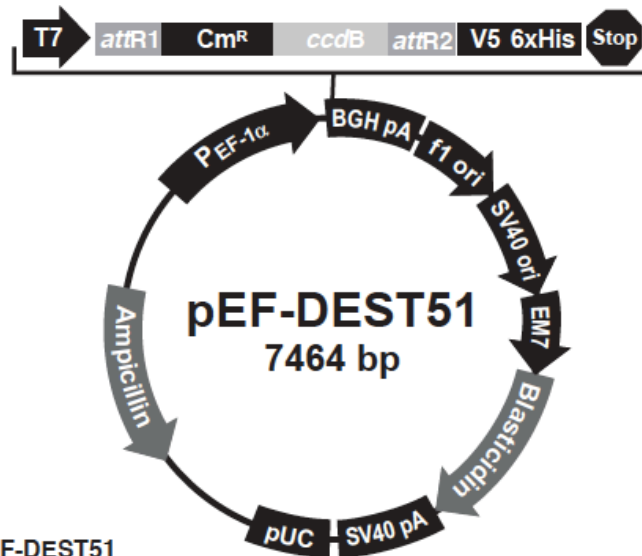 T7 attR1 CmR ccdB attR2 V5 6xHis Stop
PEF-1α
BGH pA
f1 ori
SV40 ori
EM7
Blasticidin
SV40 pA
pUC
Ampicillin
pEF-DEST51
7464 bp
F-DEST51